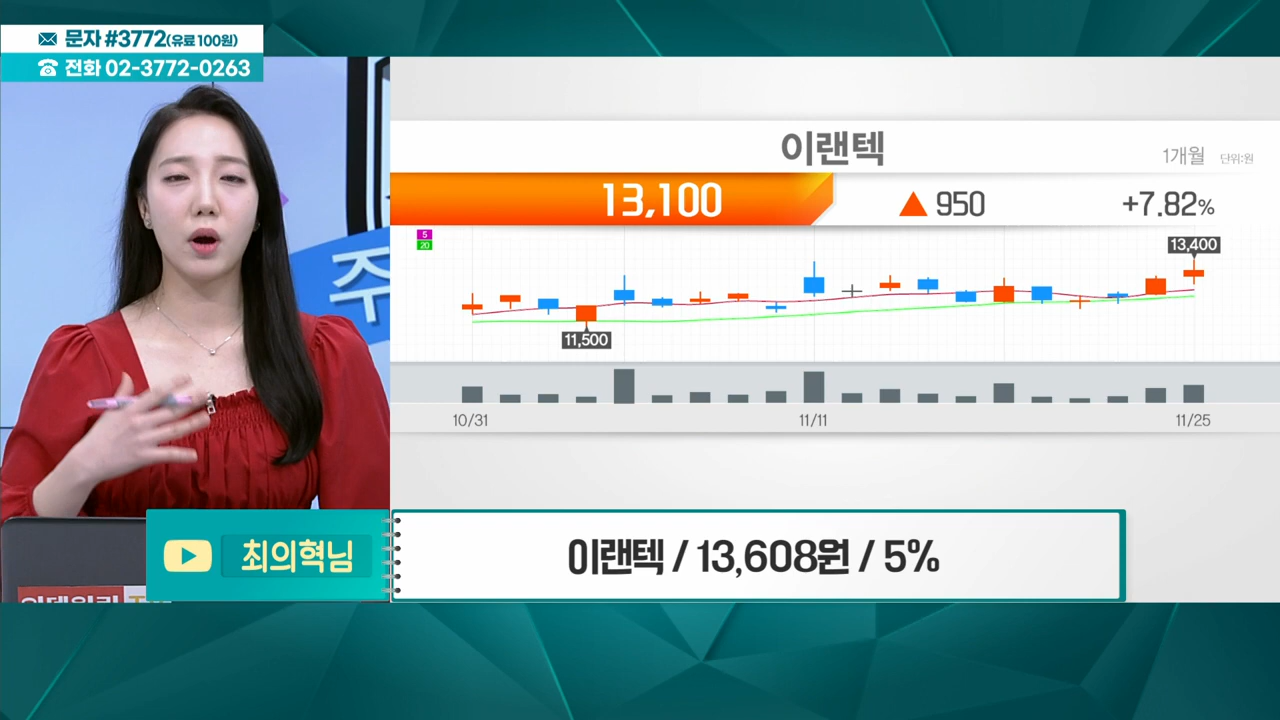 문자 #3772(유료 100원)
전화 02-3772-0263
주
이랜텍
1개월 단위:원
13,100 ▲ 950 +7.82%
5
20
13,400
11,500
10/31 11/11 11/25
최의혁님
이랜텍 / 13,608원 / 5%